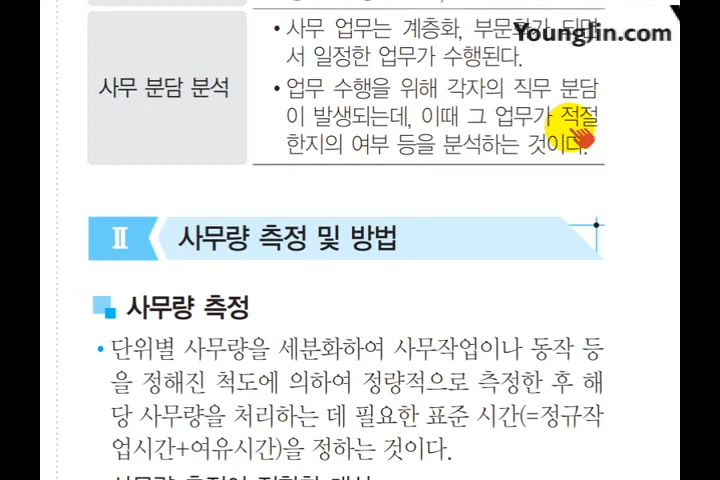 YoungJin.com
• 사무 업무는 계층화, 부문화가 되면
서 일정한 업무가 수행된다.
사무 분담 분석
• 업무 수행을 위해 각자의 직무 분담
이 발생되는데, 이때 그 업무가 적절
한지의 여부 등을 분석하는 것이다.
Ⅱ 사무량 측정 및 방법
사무량 측정
• 단위별 사무량을 세분화하여 사무작업이나 동작 등
을 정해진 척도에 의하여 정량적으로 측정한 후 해
당 사무량을 처리하는 데 필요한 표준 시간(=정규작
업시간+여유시간)을 정하는 것이다.